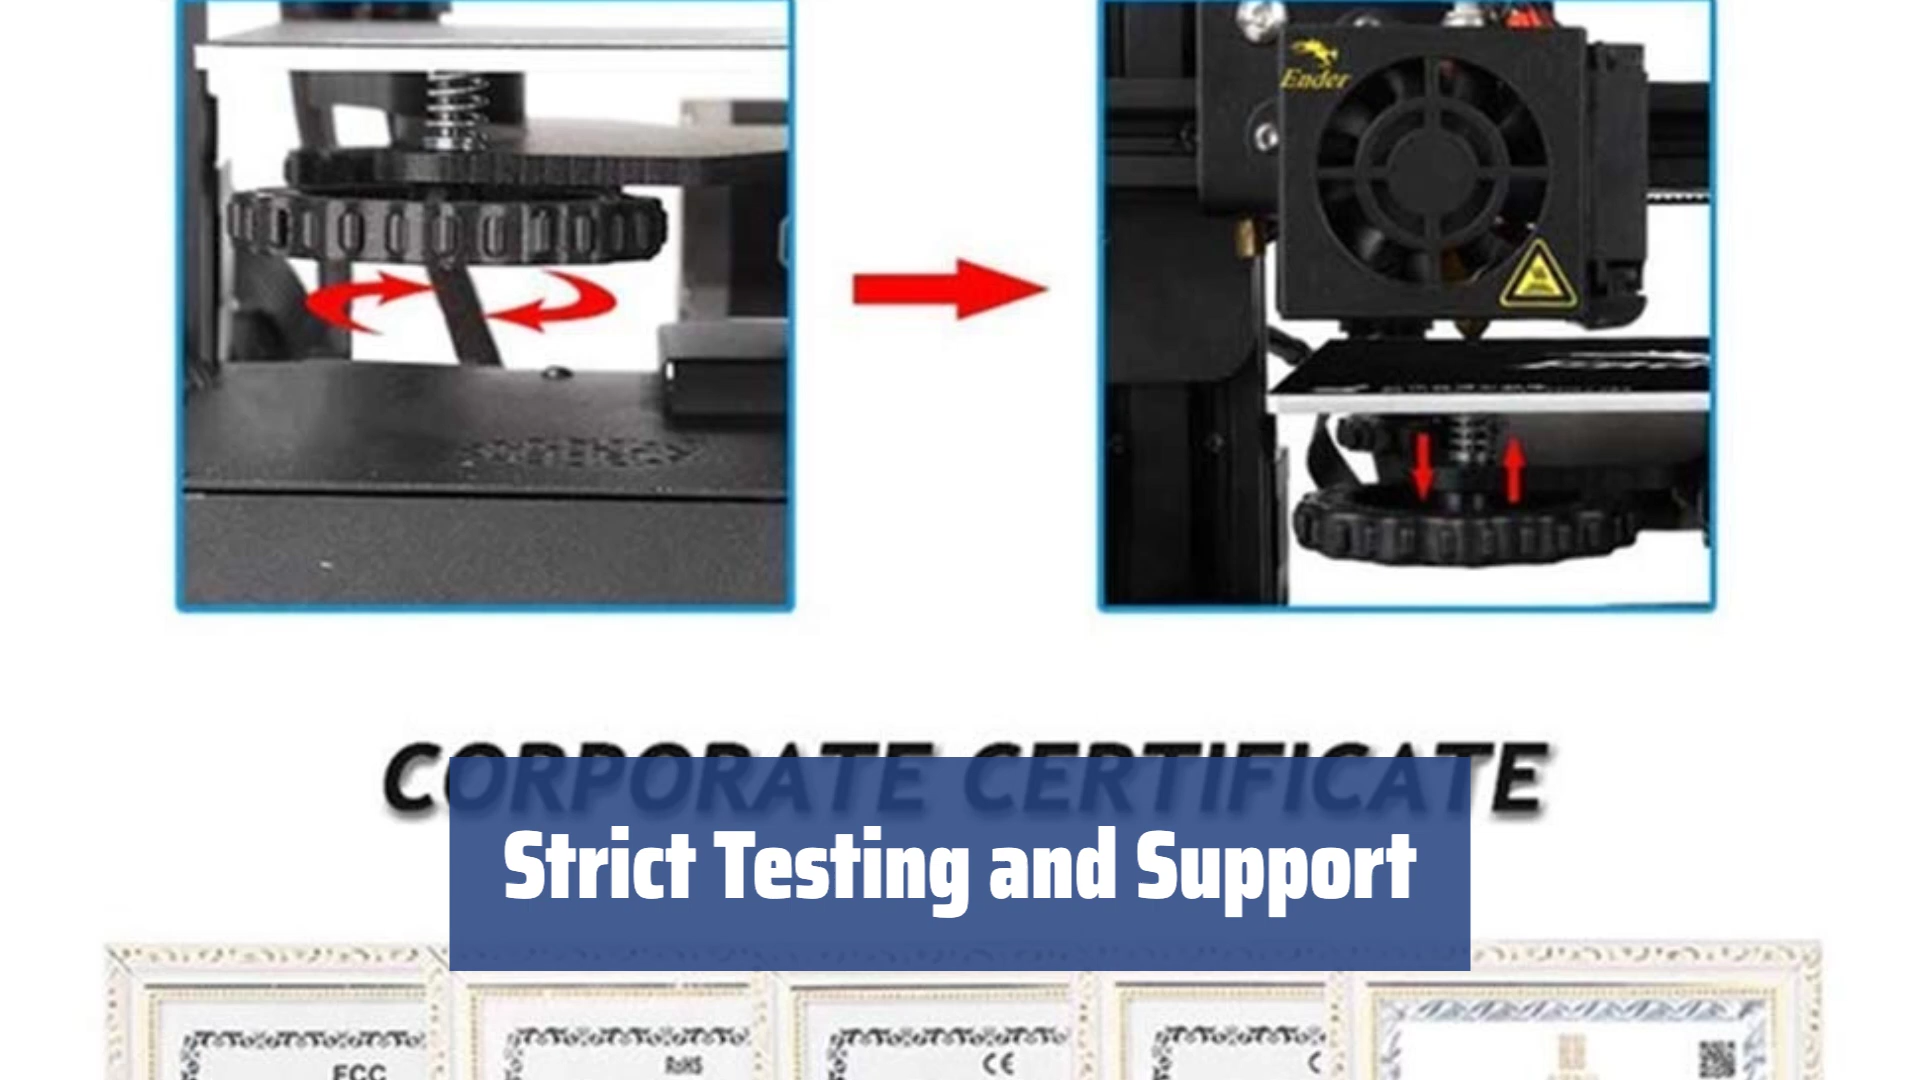 Ender
CORPORATE CERTIFICATE
Strict Testing and Support
FCC
RoHS
CE